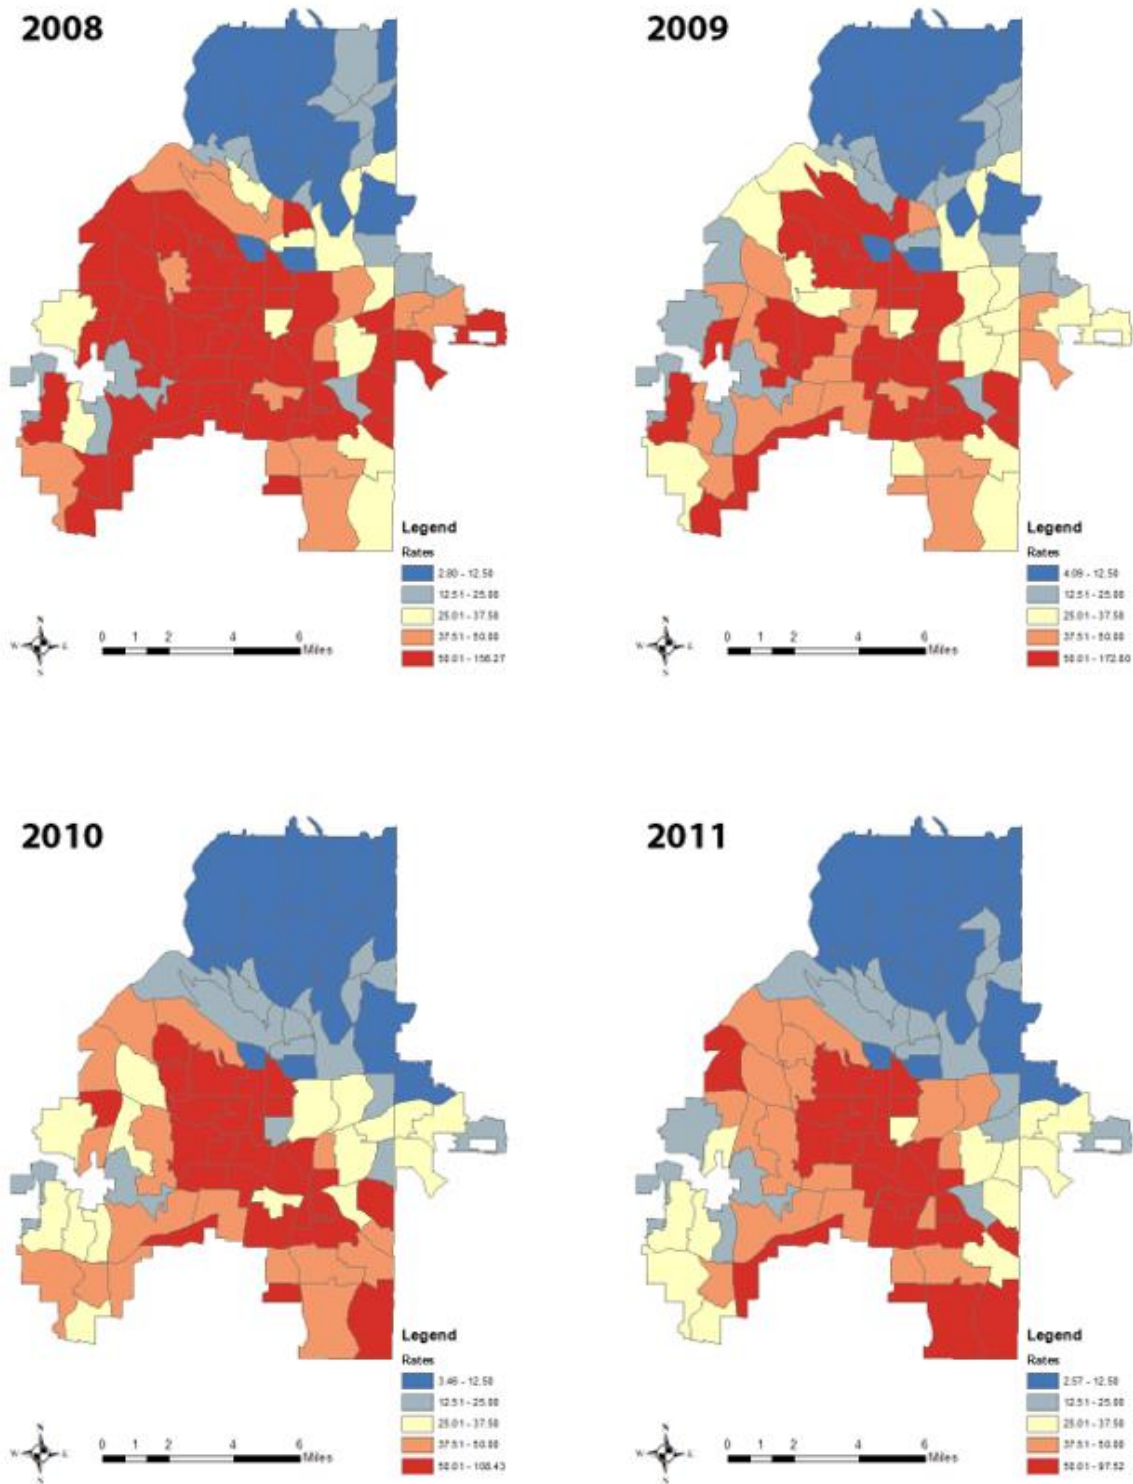 2008
Legend
Rates
2.80 - 12.50
12.51 - 25.00
25.01 - 37.50
37.51 - 50.00
50.01 - 156.27
N
W E
S
0 1 2 4 6
Miles
2009
Legend
Rates
4.09 - 12.50
12.51 - 25.00
25.01 - 37.50
37.51 - 50.00
50.01 - 172.80
N
W E
S
0 1 2 4 6
Miles
2010
Legend
Rates
3.46 - 12.50
12.51 - 25.00
25.01 - 37.50
37.51 - 50.00
50.01 - 108.43
N
W E
S
0 1 2 4 6
Miles
2011
Legend
Rates
2.57 - 12.50
12.51 - 25.00
25.01 - 37.50
37.51 - 50.00
50.01 - 97.52
N
W E
S
0 1 2 4 6
Miles